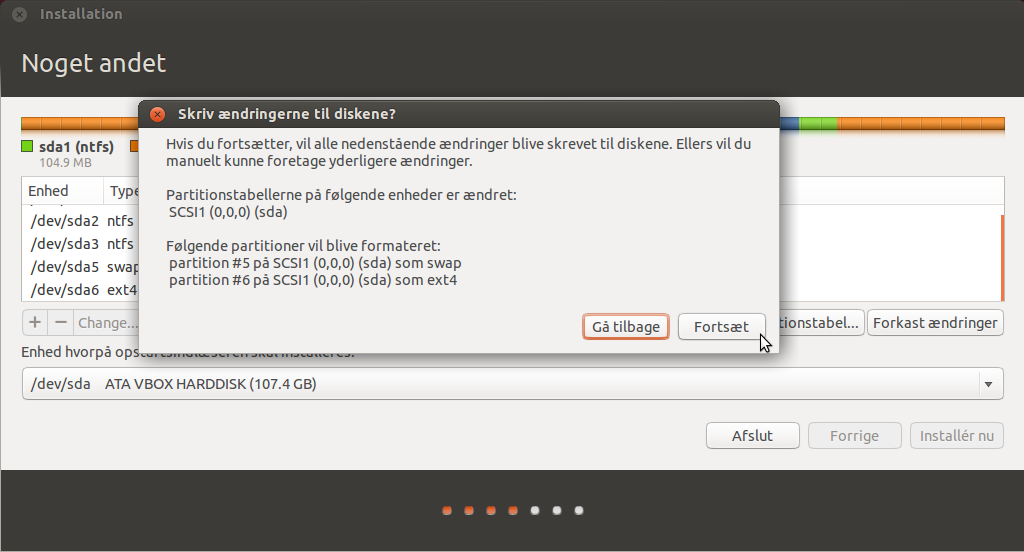 Installation
Noget andet
Skriv ændringerne til diskene?
Hvis du fortsætter, vil alle nedenstående ændringer blive skrevet til diskene. Ellers vil du
manuelt kunne foretage yderligere ændringer.
Partitionstabellerne på følgende enheder er ændret:
SCSI1 (0,0,0) (sda)
Følgende partitioner vil blive formateret:
partition #5 på SCSI1 (0,0,0) (sda) som swap
partition #6 på SCSI1 (0,0,0) (sda) som ext4
Gå tilbage Fortsæt
sda1 (ntfs)
104.9 MB
Enhed Type
/dev/sda2 ntfs
/dev/sda3 ntfs
/dev/sda5 swap
/dev/sda6 ext4
+ − Change... tionstabel... Forkast ændringer
Enhed hvorpå opstartsindlæseren skal installeres:
/dev/sda ATA VBOX HARDDISK (107.4 GB)
Afslut Forrige Installér nu